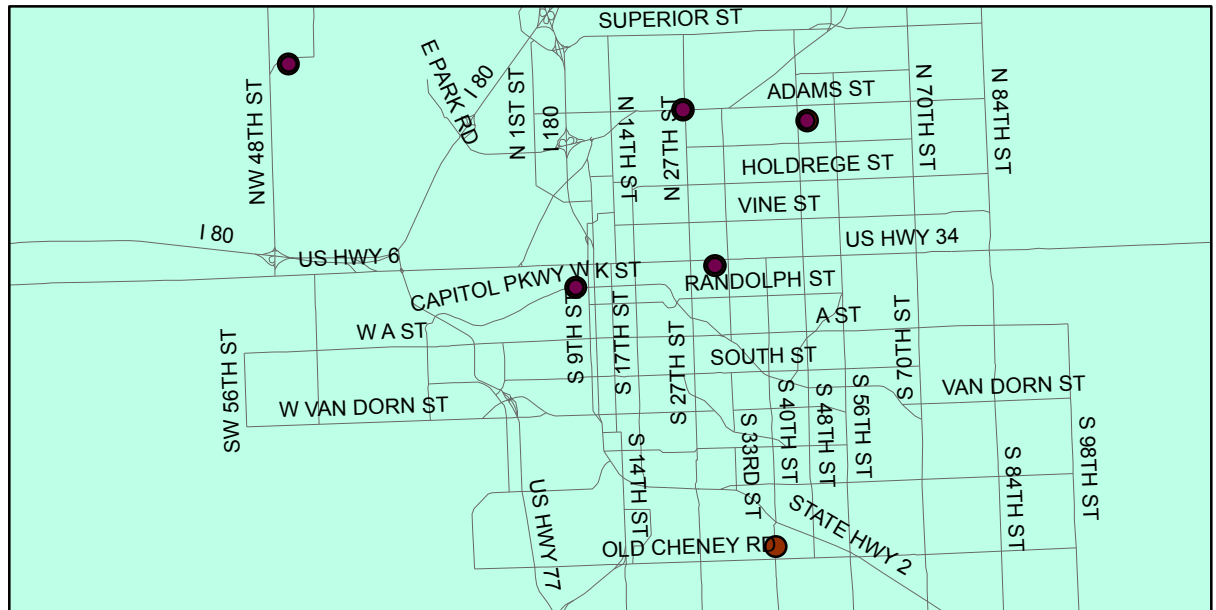 SUPERIOR ST
E PARK RD
I 80
N 1ST ST
I 180
NW 48TH ST
N 14TH ST
N 27TH ST
ADAMS ST
N 70TH ST
N 84TH ST
HOLDREGE ST
VINE ST
I 80
US HWY 6
US HWY 34
CAPITOL PKWY W
K ST
RANDOLPH ST
W A ST
A ST
SW 56TH ST
S 9TH ST
S 17TH ST
S 27TH ST
SOUTH ST
S 70TH ST
VAN DORN ST
W VAN DORN ST
S 33RD ST
S 40TH ST
S 48TH ST
S 56TH ST
S 14TH ST
S 84TH ST
S 98TH ST
US HWY 77
OLD CHENEY RD
STATE HWY 2